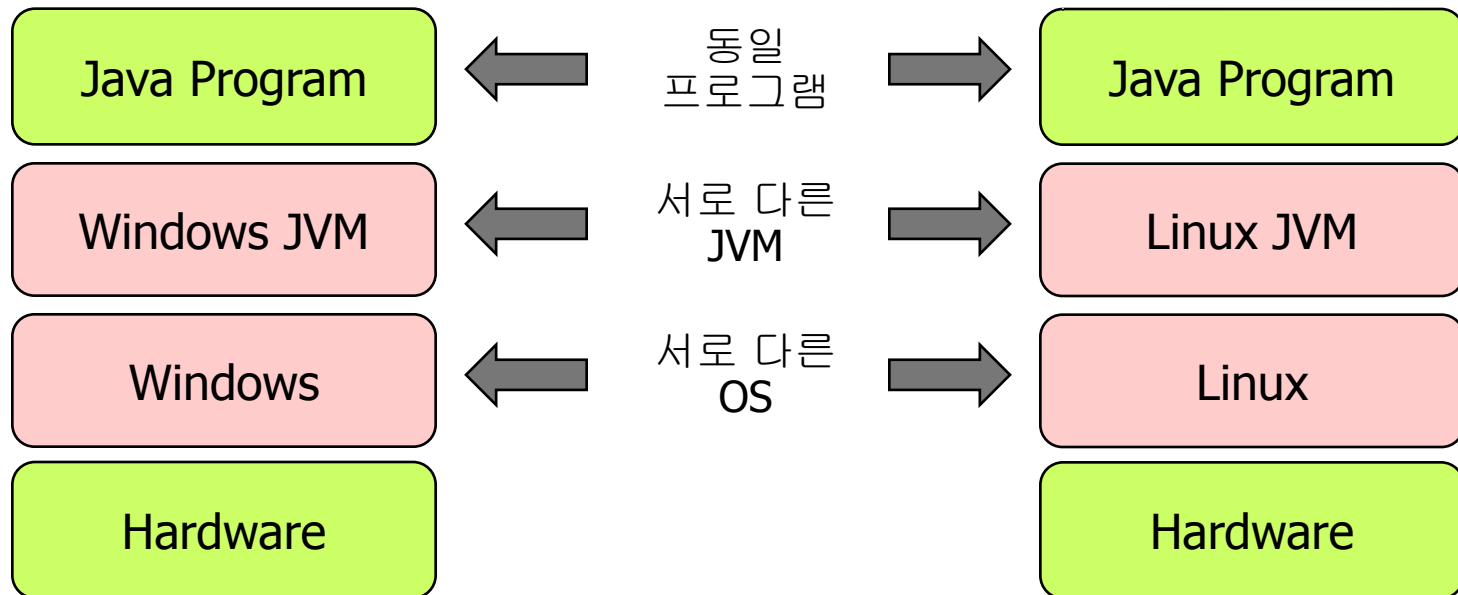 Java Program
동일
프로그램
Java Program
Windows JVM
서로 다른
JVM
Linux JVM
Windows
서로 다른
OS
Linux
Hardware
Hardware